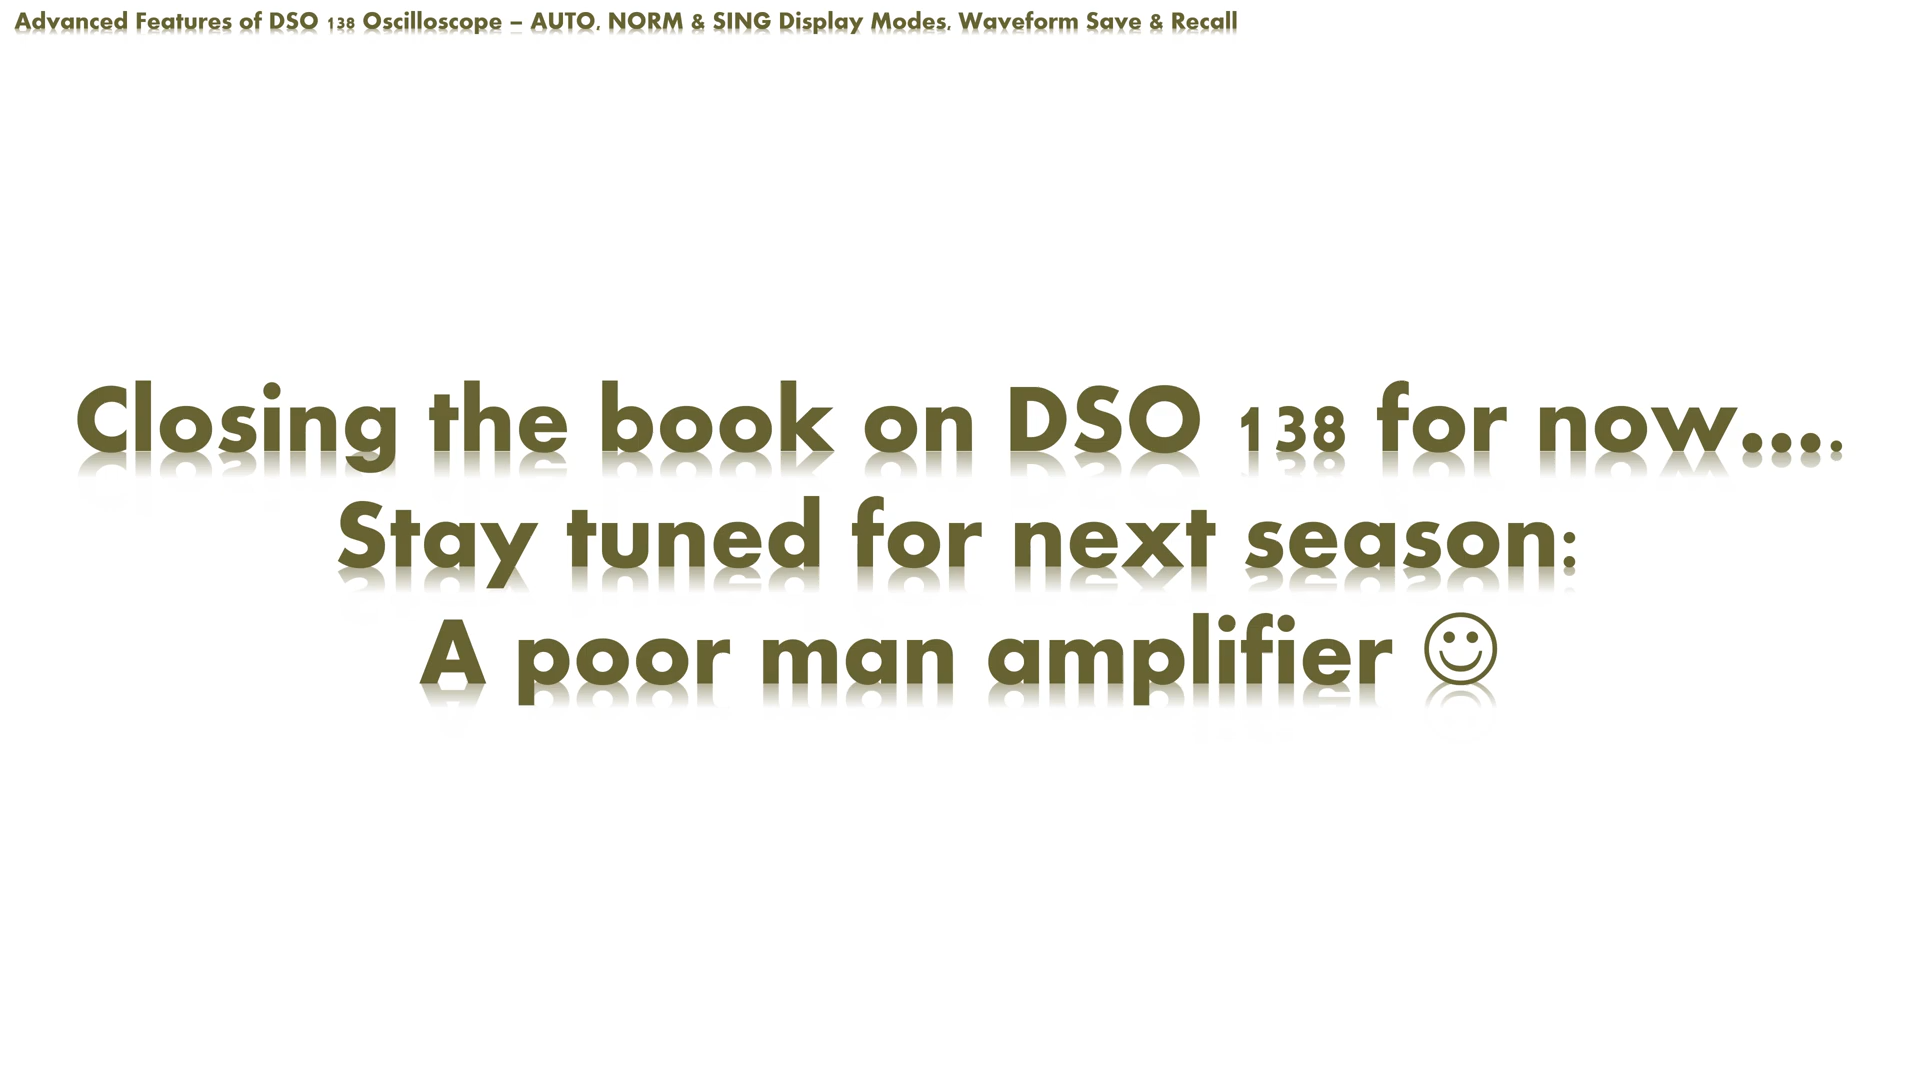 Advanced Features of DSO 138 Oscilloscope – AUTO, NORM & SING Display Modes, Waveform Save & Recall
Closing the book on DSO 138 for now….
Stay tuned for next season:
A poor man amplifier ☺